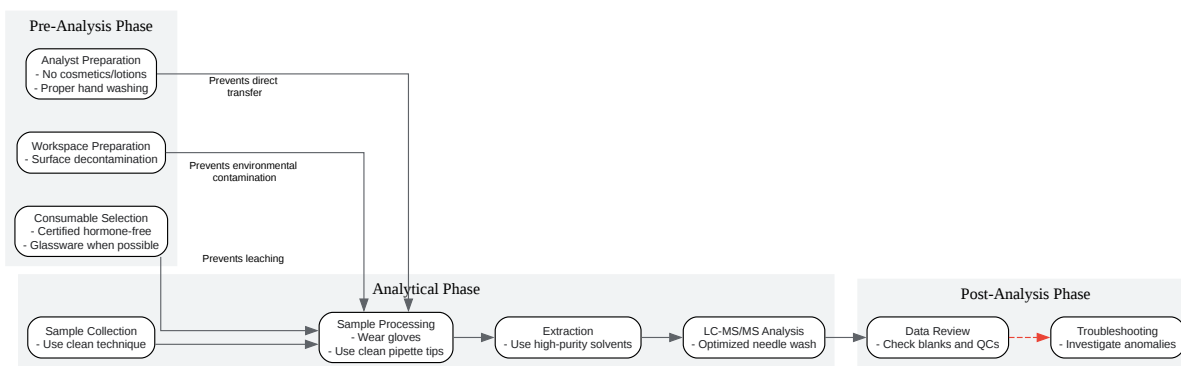 Pre-Analysis Phase
Analyst Preparation
- No cosmetics/lotions
- Proper hand washing
Prevents direct
transfer
Workspace Preparation
- Surface decontamination
Prevents environmental
contamination
Consumable Selection
- Certified hormone-free
- Glassware when possible
Prevents leaching
Analytical Phase
Sample Collection
- Use clean technique
Sample Processing
- Wear gloves
- Use clean pipette tips
Extraction
- Use high-purity solvents
LC-MS/MS Analysis
- Optimized needle wash
Post-Analysis Phase
Data Review
- Check blanks and QCs
Troubleshooting
- Investigate anomalies